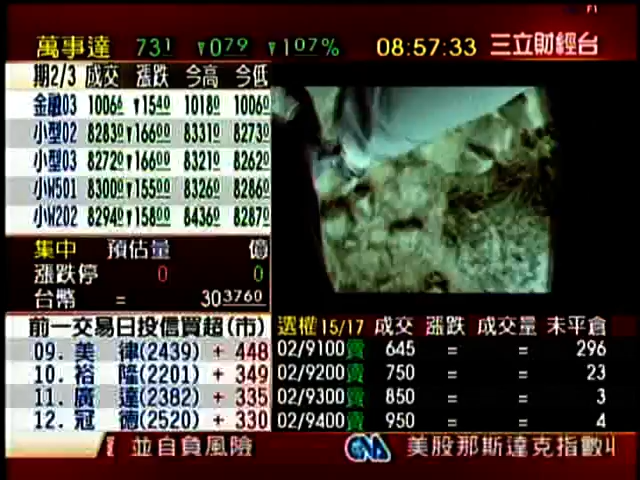 萬事達 731 ▼079 ▼107% 08:57:33 三立財經台
期2/3 成交 漲跌 今高 今低
金融03 10066 ▼1540 10180 10060
小型02 82830 ▼16600 83310 82730
小型03 82720 ▼16600 83210 82620
小W501 83000 ▼15500 83260 82860
小W202 82940 ▼15800 84360 82870
集中 預估量 億
漲跌停 0 0
台幣 = 303760
前一交易日投信買超(市)
09. 美 律(2439) + 448
10. 裕 隆(2201) + 349
11. 廣 達(2382) + 335
12. 冠 德(2520) + 330
選權15/17 成交 漲跌 成交量 未平倉
02/9100賣 645 = = 296
02/9200賣 750 = = 23
02/9300賣 850 = = 3
02/9400賣 950 = = 4
並自負風險 CNA 美股那斯達克指數